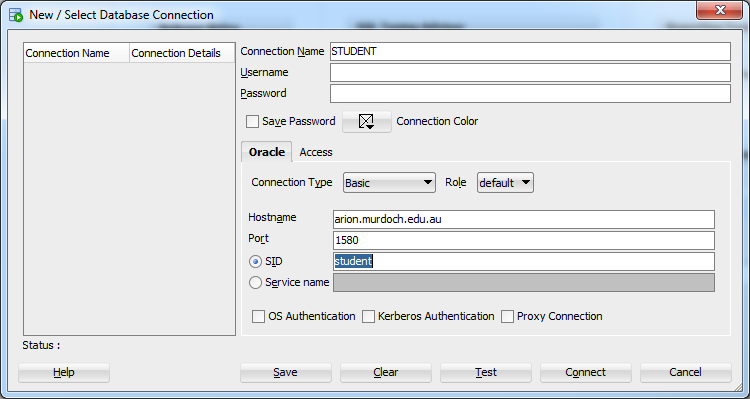 New / Select Database Connection
Connection Name Connection Details
Connection Name STUDENT
Username
Password
Save Password Connection Color
Oracle Access
Connection Type Basic Role default
Hostname arion.murdoch.edu.au
Port 1580
SID student
Service name
OS Authentication Kerberos Authentication Proxy Connection
Status :
Help Save Clear Test Connect Cancel